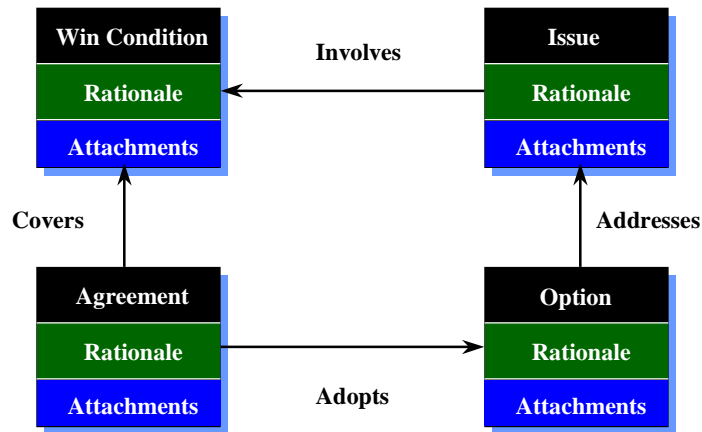 Win Condition
Issue
Involves
Rationale
Rationale
Attachments
Attachments
Covers
Addresses
Agreement
Option
Rationale
Rationale
Adopts
Attachments
Attachments